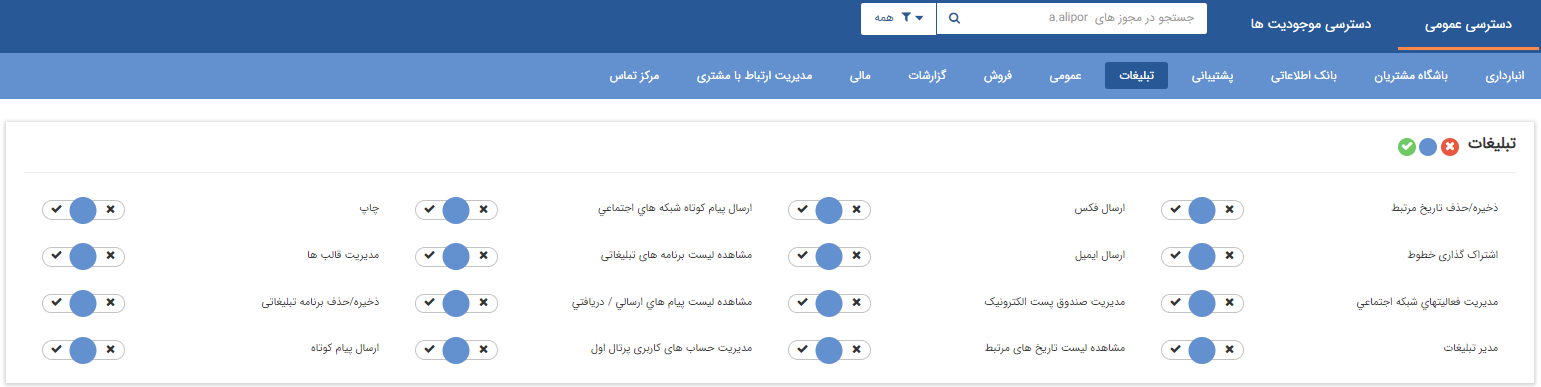 دسترسی عمومی
دسترسی موجودیت ها
جستجو در مجوز های a.alipor
همه
انبارداری
باشگاه مشتریان
بانک اطلاعاتی
پشتیبانی
تبلیغات
عمومی
فروش
گزارشات
مالی
مدیریت ارتباط با مشتری
مرکز تماس
تبلیغات
ذخیره/حذف تاریخ مرتبط
ارسال فکس
ارسال پیام کوتاه شبکه هاي اجتماعي
چاپ
اشتراک گذاری خطوط
ارسال ایمیل
مشاهده لیست برنامه های تبلیغاتی
مدیریت قالب ها
مدیریت فعالیتهاي شبکه اجتماعي
مدیریت صندوق پست الکترونیک
مشاهده لیست پیام هاي ارسالي / دریافتي
ذخیره/حذف برنامه تبلیغاتی
مدیر تبلیغات
مشاهده لیست تاریخ های مرتبط
مدیریت حساب های کاربری پرتال اول
ارسال پیام کوتاه